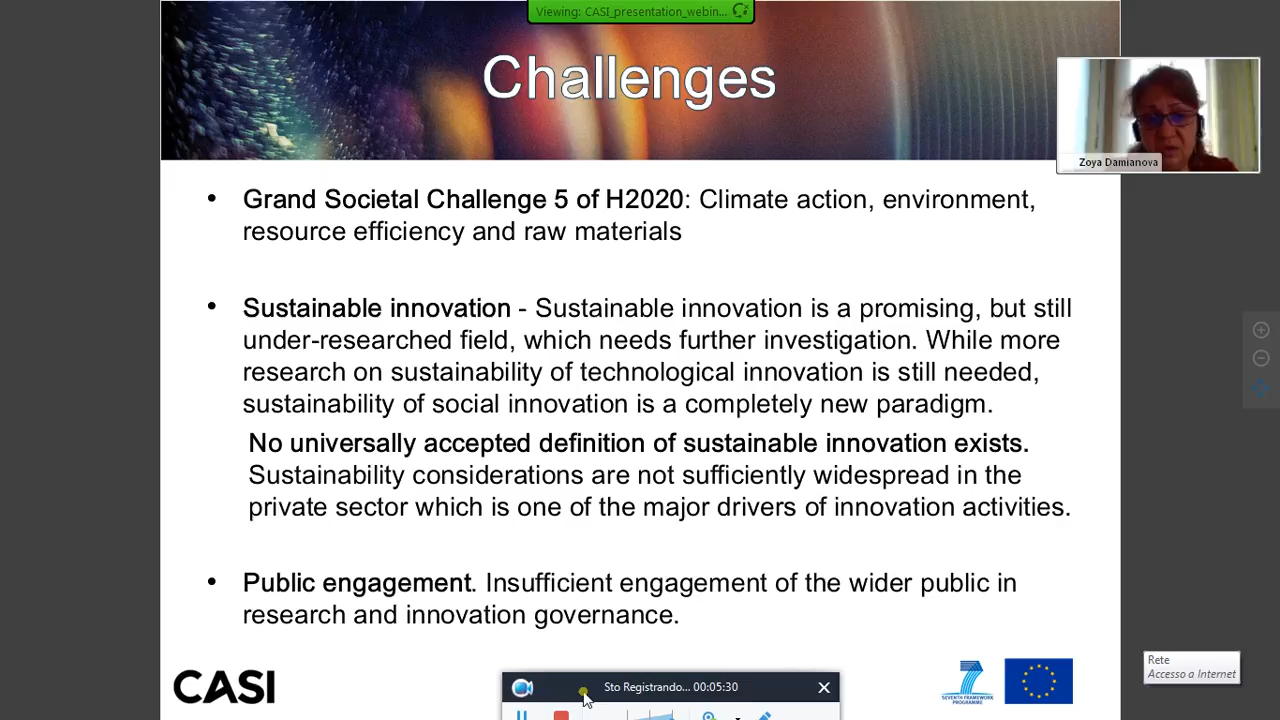 Viewing: CASI_presentation_webin...
Challenges
Zoya Damianova
• Grand Societal Challenge 5 of H2020: Climate action, environment,
resource efficiency and raw materials
• Sustainable innovation - Sustainable innovation is a promising, but still
under-researched field, which needs further investigation. While more
research on sustainability of technological innovation is still needed,
sustainability of social innovation is a completely new paradigm.
No universally accepted definition of sustainable innovation exists.
Sustainability considerations are not sufficiently widespread in the
private sector which is one of the major drivers of innovation activities.
• Public engagement. Insufficient engagement of the wider public in
research and innovation governance.
CASI
SEVENTH FRAMEWORK
PROGRAMME
Rete
Accesso a Internet
Sto Registrando... 00:05:30